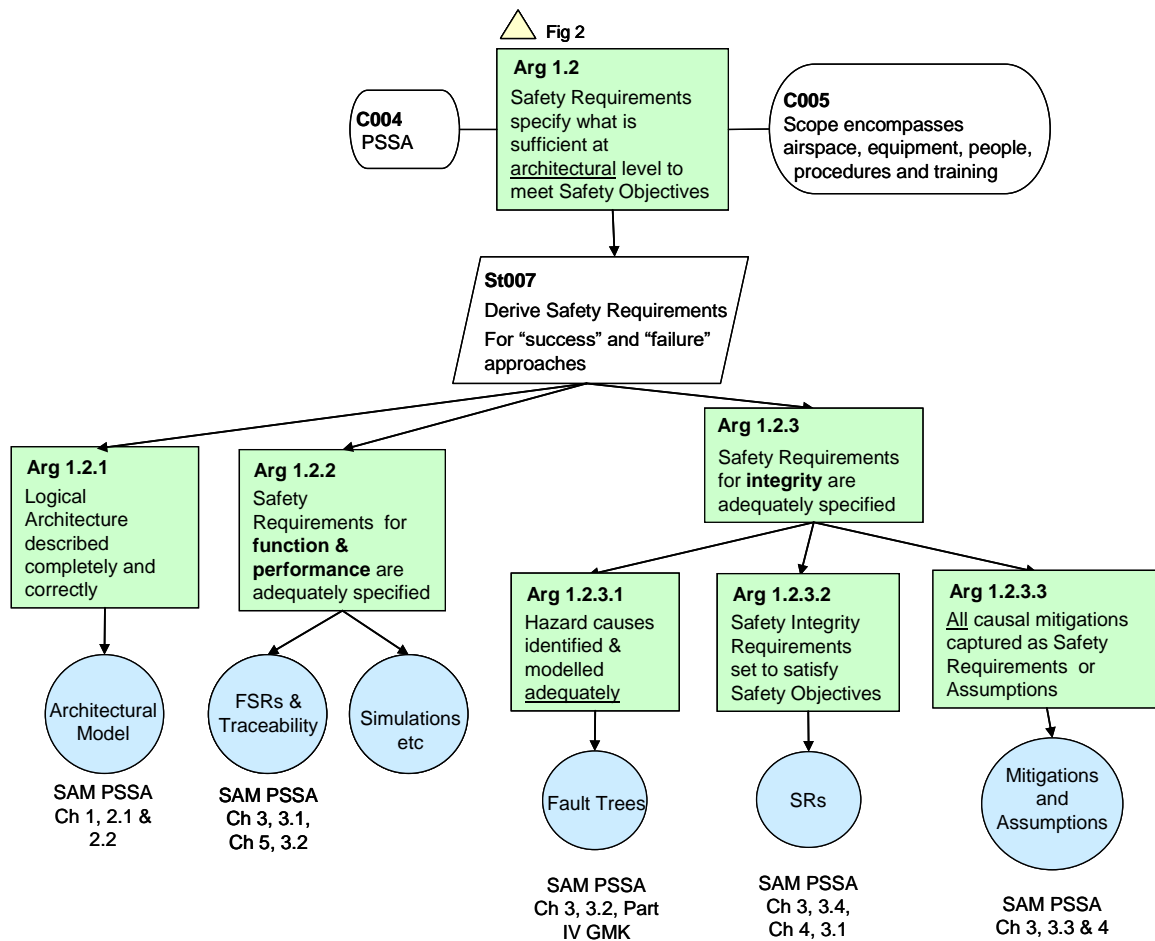 Fig 2
Arg 1.2
Safety Requirements
specify what is
sufficient at
architectural level to
meet Safety Objectives
C004
PSSA
C005
Scope encompasses
airspace, equipment, people,
procedures and training
St007
Derive Safety Requirements
For “success” and “failure”
approaches
Arg 1.2.1
Logical
Architecture
described
completely and
correctly
Arg 1.2.2
Safety
Requirements for
function &
performance are
adequately specified
Arg 1.2.3
Safety Requirements
for integrity are
adequately specified
Arg 1.2.3.1
Hazard causes
identified &
modelled
adequately
Arg 1.2.3.2
Safety Integrity
Requirements
set to satisfy
Safety Objectives
Arg 1.2.3.3
All causal mitigations
captured as Safety
Requirements or
Assumptions
Architectural
Model
FSRs &
Traceability
Simulations
etc
SAM PSSA
Ch 1, 2.1 &
2.2
SAM PSSA
Ch 3, 3.1,
Ch 5, 3.2
Fault Trees
SRs
Mitigations
and
Assumptions
SAM PSSA
Ch 3, 3.2, Part
IV GMK
SAM PSSA
Ch 3, 3.4,
Ch 4, 3.1
SAM PSSA
Ch 3, 3.3 & 4